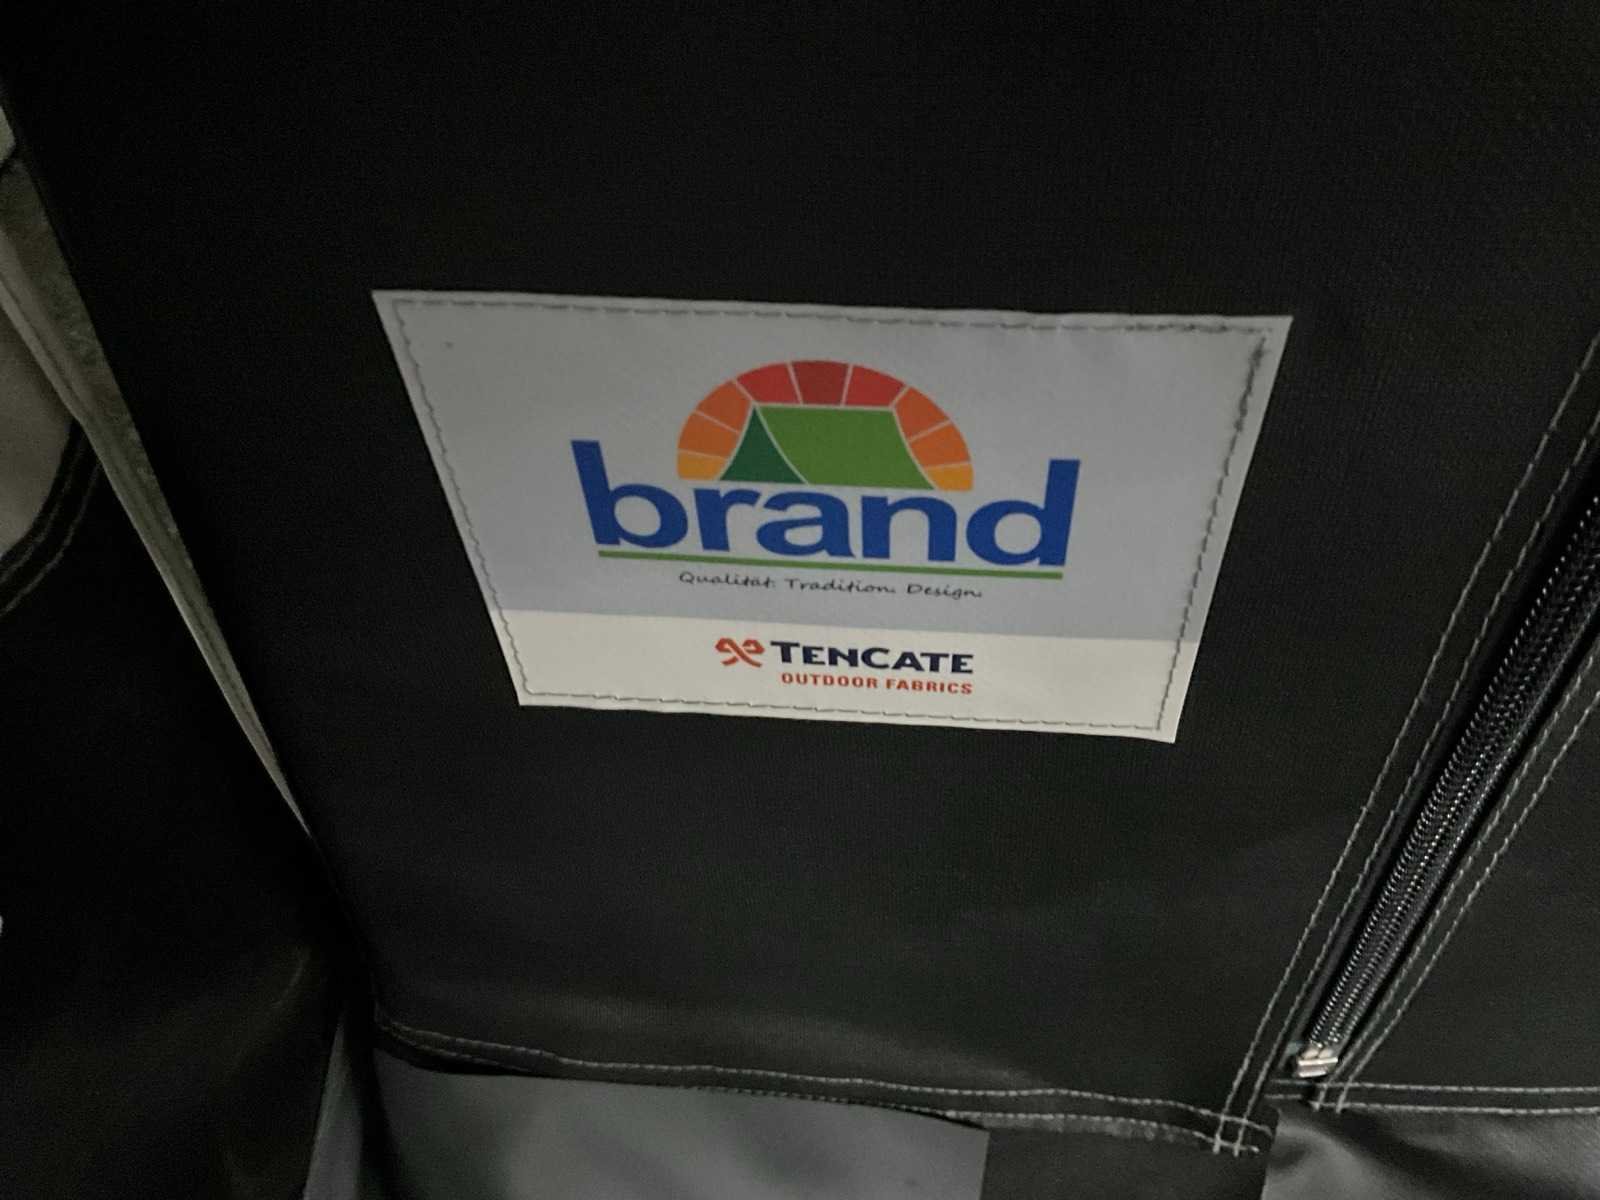 brand
Qualität. Tradition. Design.
TENCATE
OUTDOOR FABRICS